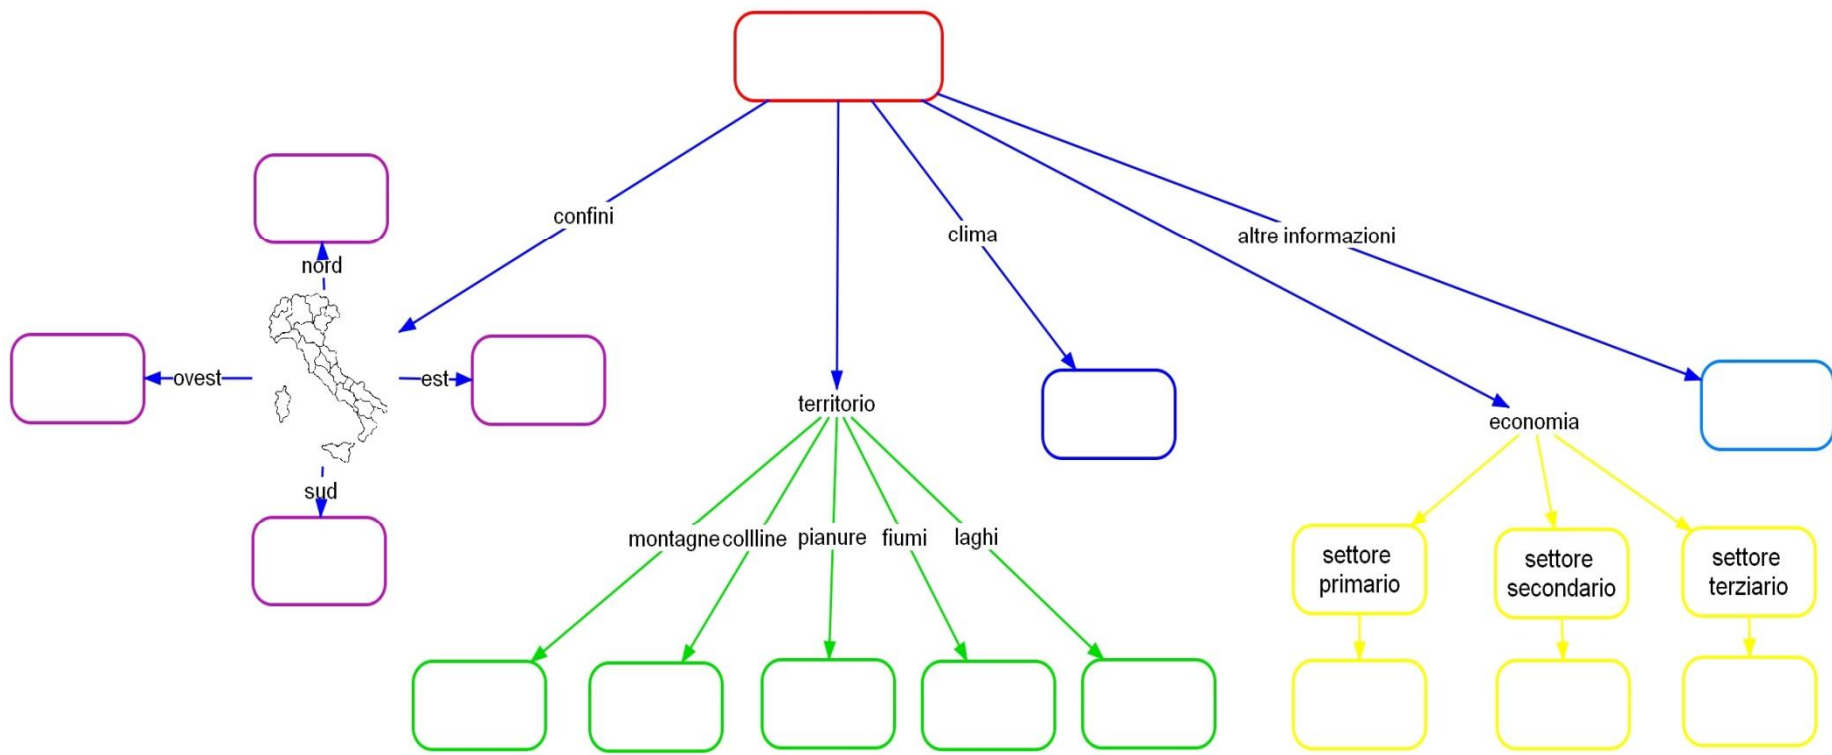 confini
clima
altre informazioni
nord
ovest
est
sud
territorio
economia
montagne
collline
pianure
fiumi
laghi
settore
primario
settore
secondario
settore
terziario